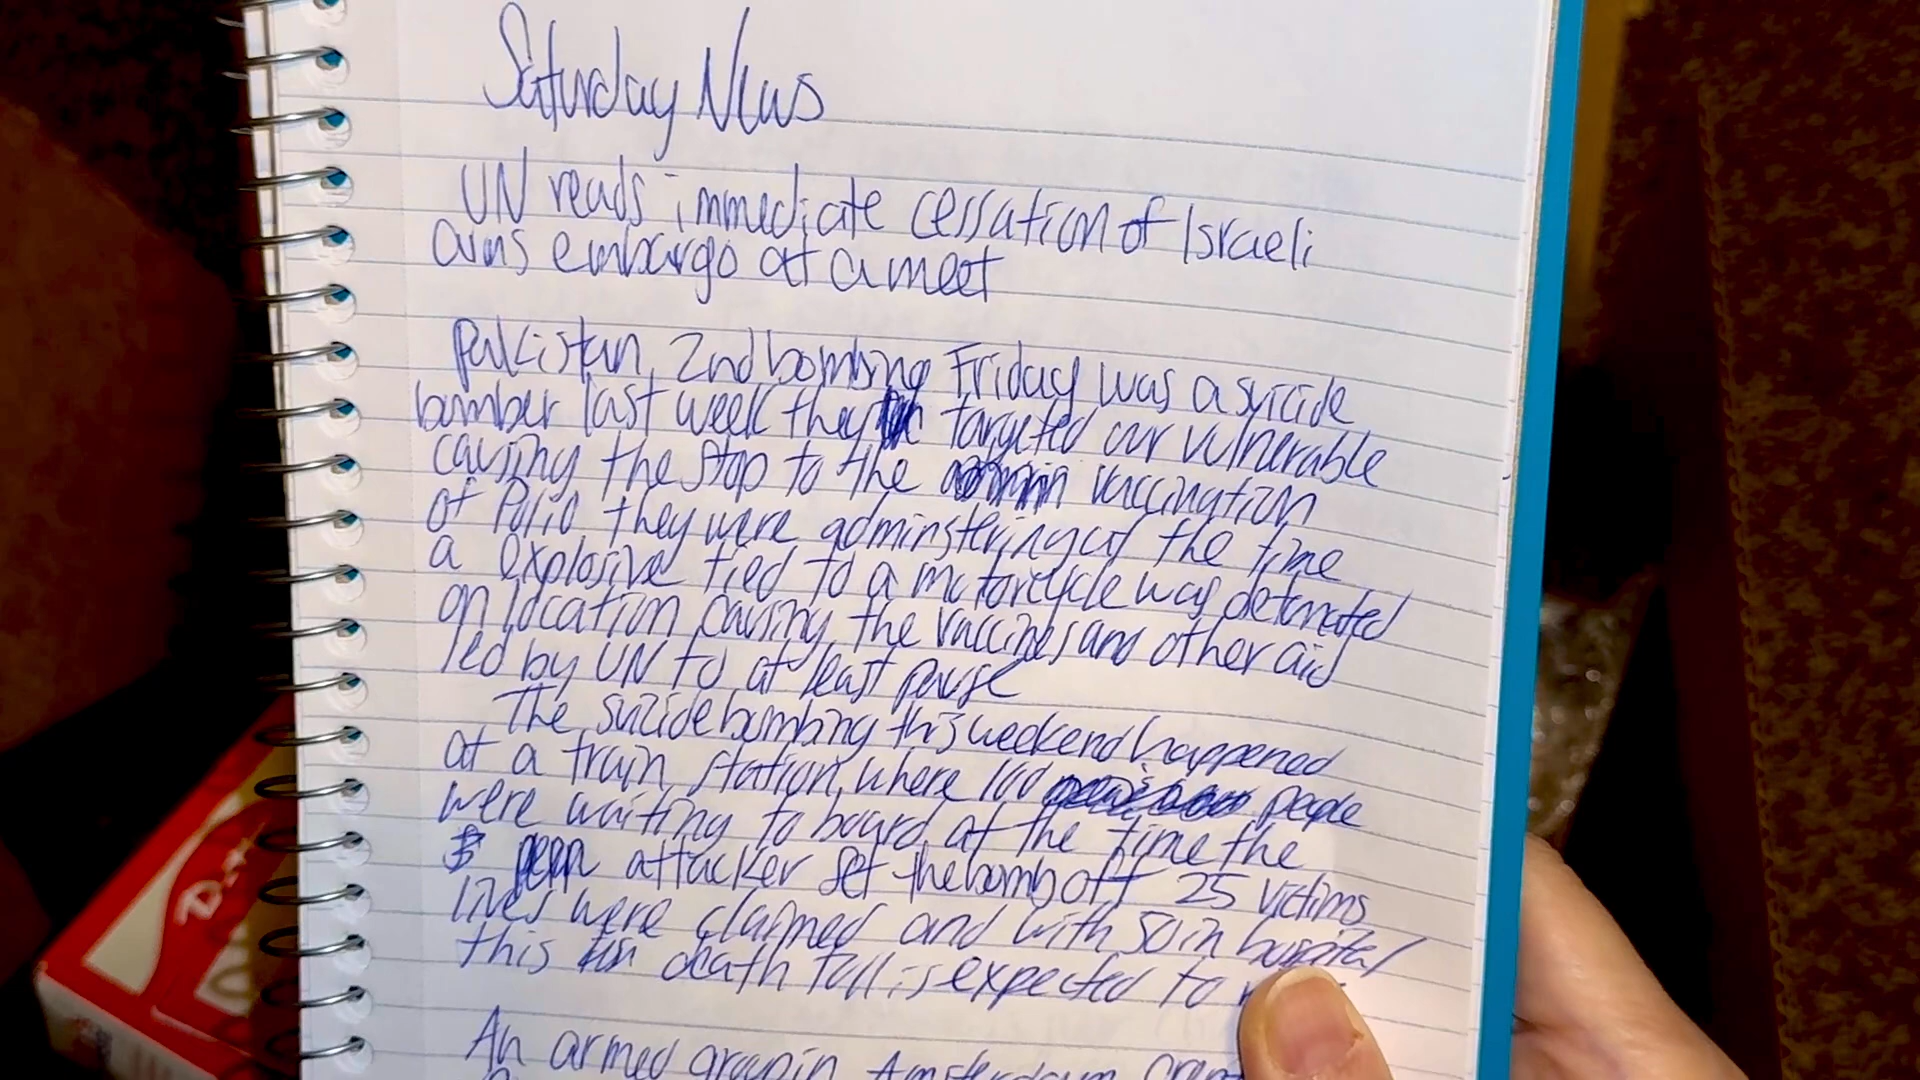 Saturday News
UN reads immediate cessation of Israeli
arms embargo at a meet
Pakistan, 2nd bombing Friday was a suicide
bomber last week they targeted our vulnerable
causing the stop to the vaccination
of Polio they were adminstering at the time
a explosive tied to a motorcycle was detonated
on location causing the vaccines and other aid
led by UN to at least pause
The suicide bombing this weekend happened
at a train station, where 100 people
were waiting to board at the time the
attacker set the bomb off 25 victims
lives were claimed and with 50 in hospital
this death toll is expected to
An armed group in Amsterdam